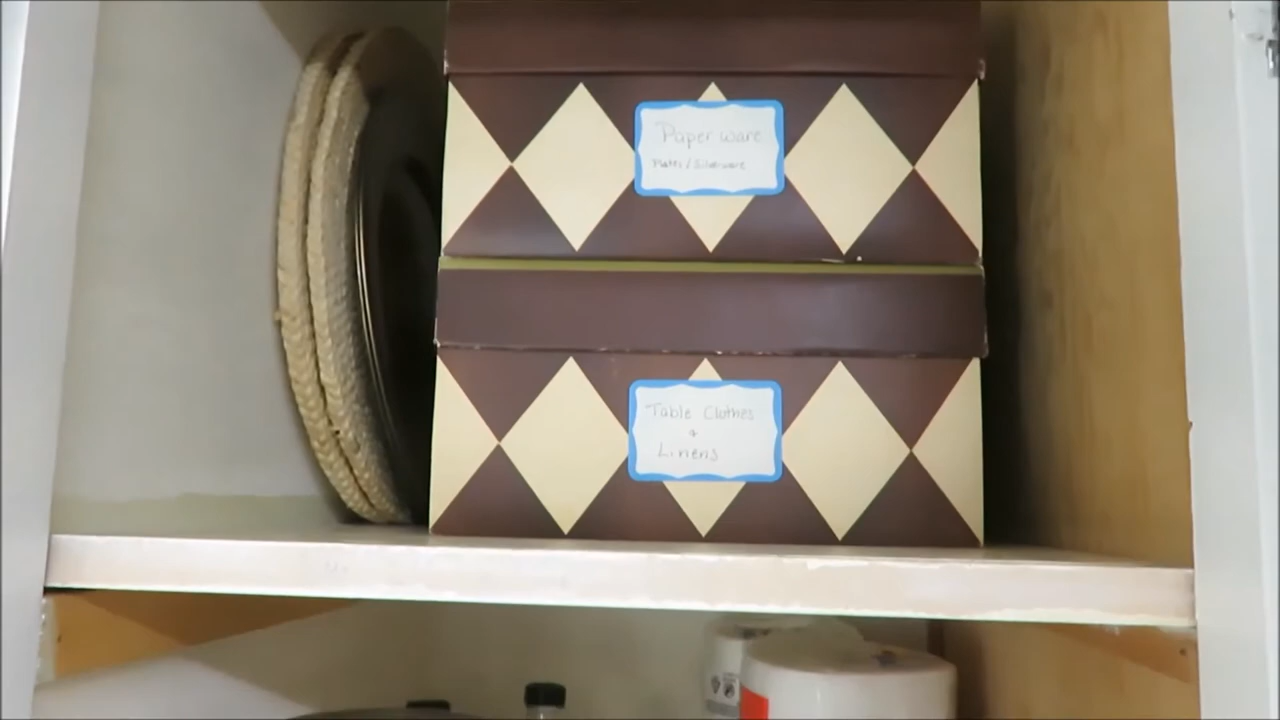 Paper ware
Plates / Silverware
Table Clothes
+
Linens